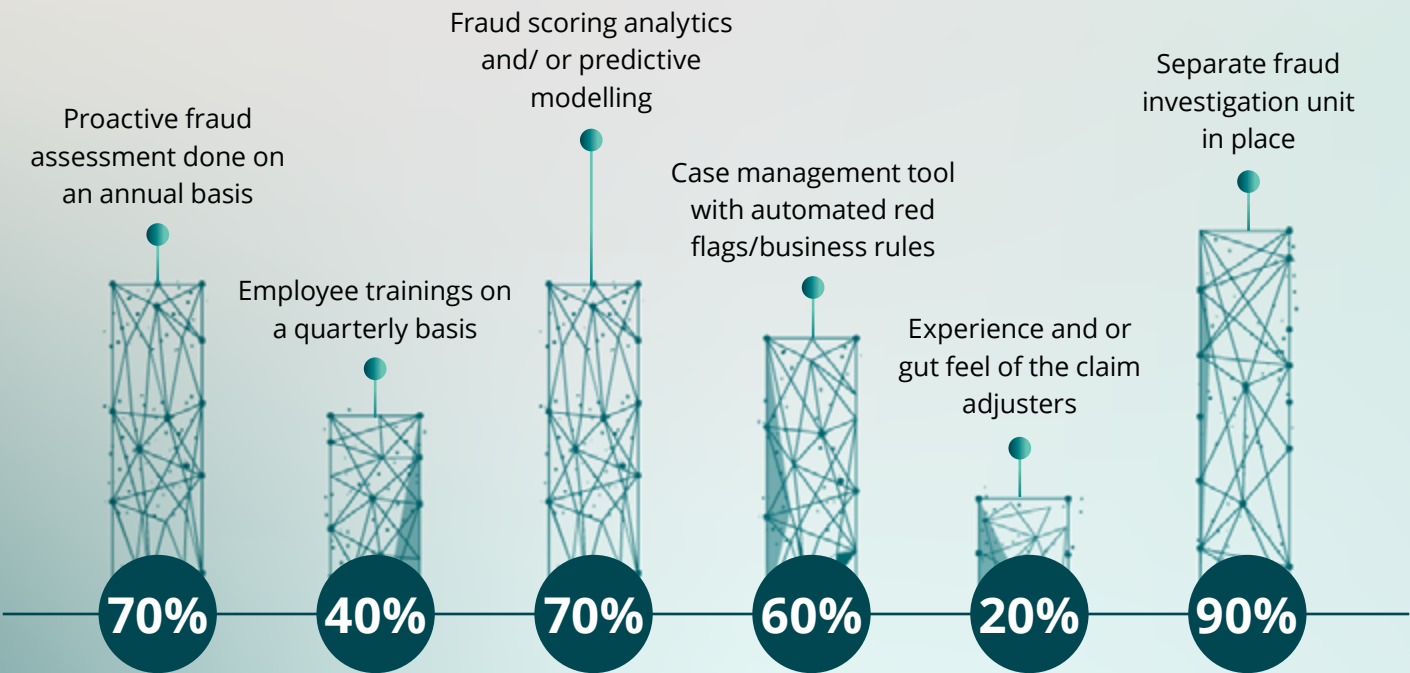 Proactive fraud
assessment done on
an annual basis
70%
Employee trainings on
a quarterly basis
40%
Fraud scoring analytics
and/ or predictive
modelling
70%
Case management tool
with automated red
flags/business rules
60%
Experience and or
gut feel of the claim
adjusters
20%
Separate fraud
investigation unit
in place
90%